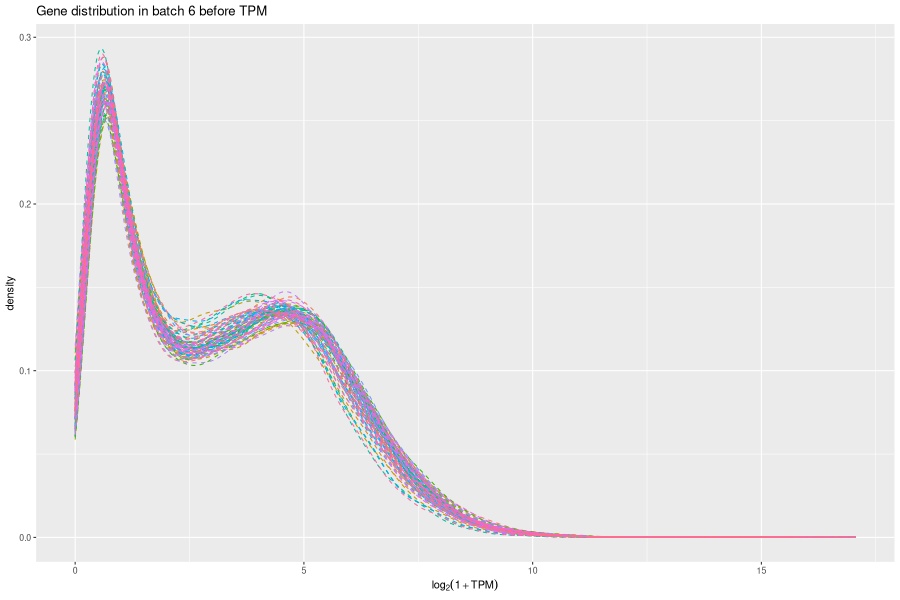 Gene distribution in batch 6 before TPM
0.3
0.2
0.1
0.0
density
0 5 10 15
log₂(1 + TPM)